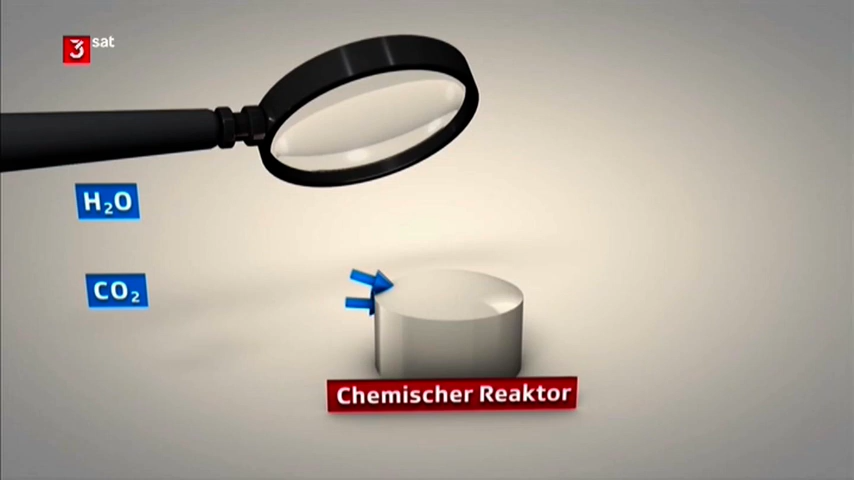 3sat
H₂O
CO₂
Chemischer Reaktor